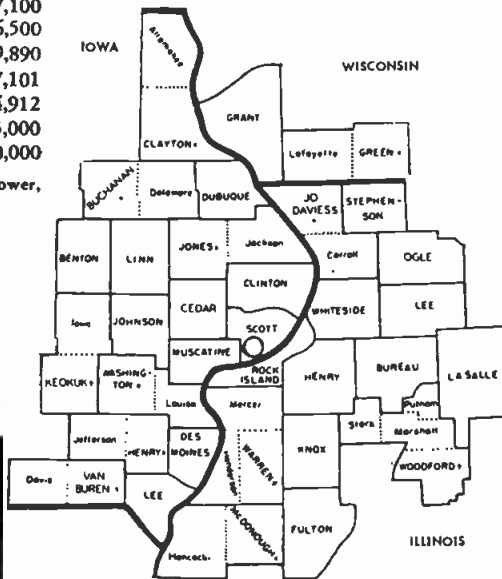 7,100
6,500
9,890
7,101
,912
,000
0,000
ower,
IOWA
WISCONSIN
Allamakee
GRANT
CLAYTON
Lafayette
GREEN
BUCHANAN
Delaware
DUBUQUE
JO
DAVIESS
STEPHEN-
SON
BENTON
LINN
JONES
Jackson
Carroll
OGLE
CLINTON
CEDAR
WHITESIDE
LEE
Iowa
JOHNSON
SCOTT
MUSCATINE
ROCK
ISLAND
HENRY
BUREAU
LA SALLE
KEOKUK
WASHING-
TON
Louisa
Mercer
Putnam
Stark
Marshall
Jefferson
HENRY
DES
MOINES
Henderson
WARREN
KNOX
WOODFORD
Davis
VAN
BUREN
LEE
Hancock
McDONOUGH
FULTON
ILLINOIS